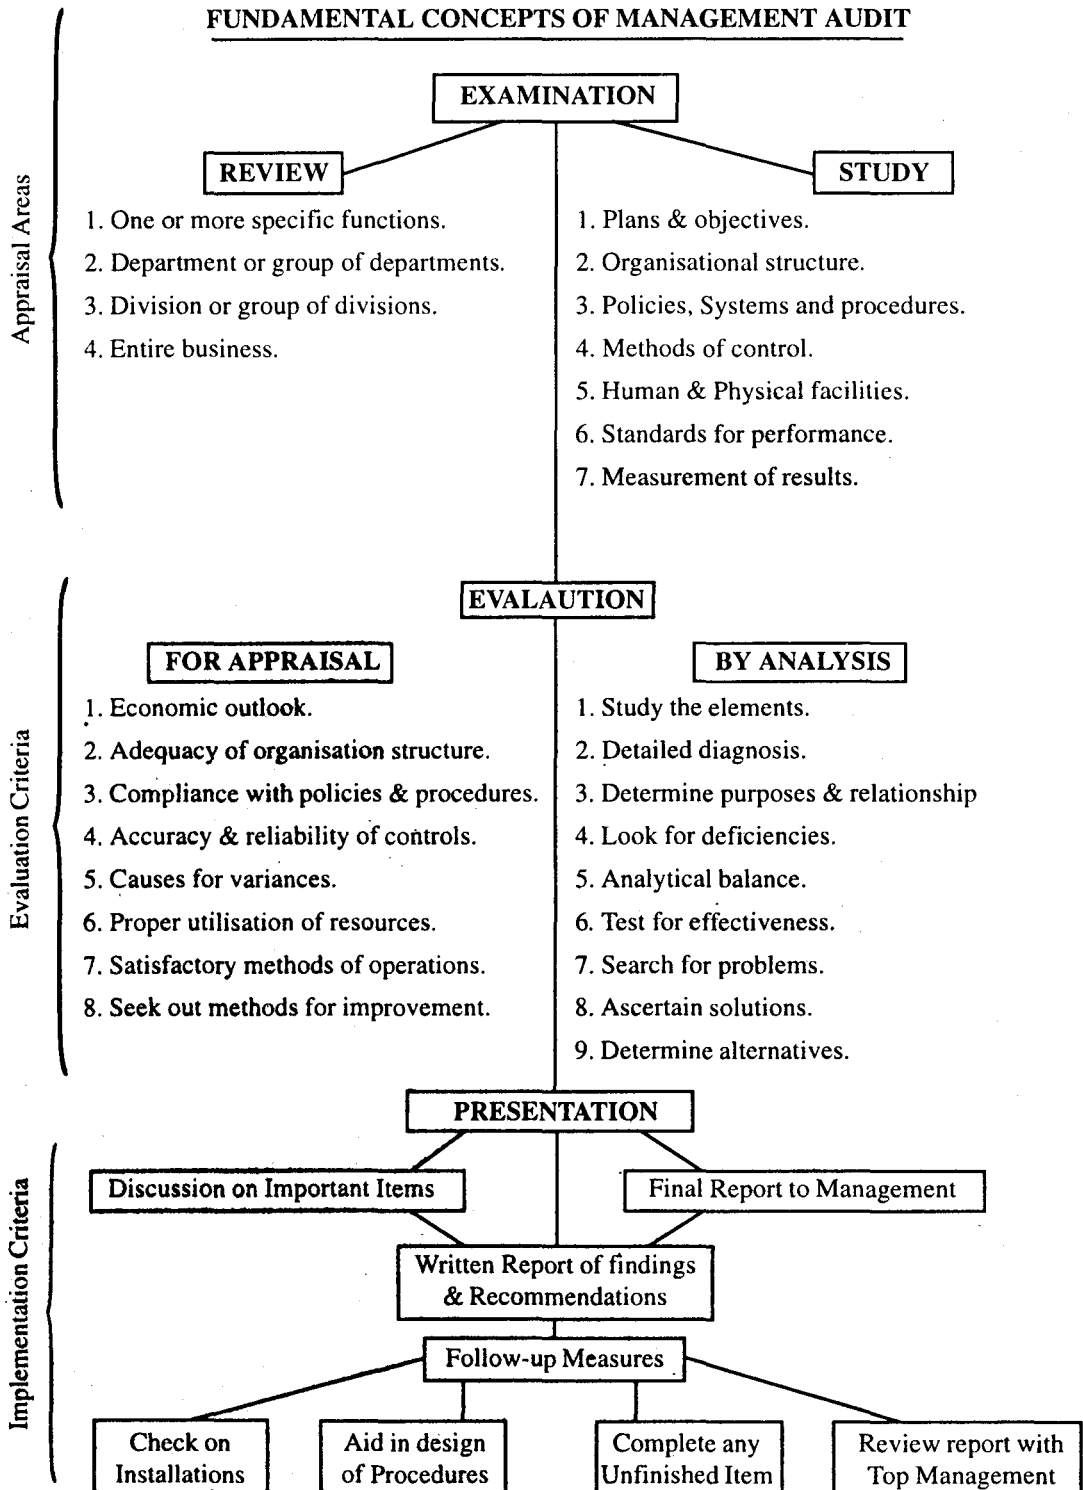 FUNDAMENTAL CONCEPTS OF MANAGEMENT AUDIT
Appraisal Areas
EXAMINATION
REVIEW
1. One or more specific functions.
2. Department or group of departments.
3. Division or group of divisions.
4. Entire business.
STUDY
1. Plans & objectives.
2. Organisational structure.
3. Policies, Systems and procedures.
4. Methods of control.
5. Human & Physical facilities.
6. Standards for performance.
7. Measurement of results.
Evaluation Criteria
EVALAUTION
FOR APPRAISAL
1. Economic outlook.
2. Adequacy of organisation structure.
3. Compliance with policies & procedures.
4. Accuracy & reliability of controls.
5. Causes for variances.
6. Proper utilisation of resources.
7. Satisfactory methods of operations.
8. Seek out methods for improvement.
BY ANALYSIS
1. Study the elements.
2. Detailed diagnosis.
3. Determine purposes & relationship
4. Look for deficiencies.
5. Analytical balance.
6. Test for effectiveness.
7. Search for problems.
8. Ascertain solutions.
9. Determine alternatives.
Implementation Criteria
PRESENTATION
Discussion on Important Items
Final Report to Management
Written Report of findings
& Recommendations
Follow-up Measures
Check on
Installations
Aid in design
of Procedures
Complete any
Unfinished Item
Review report with
Top Management